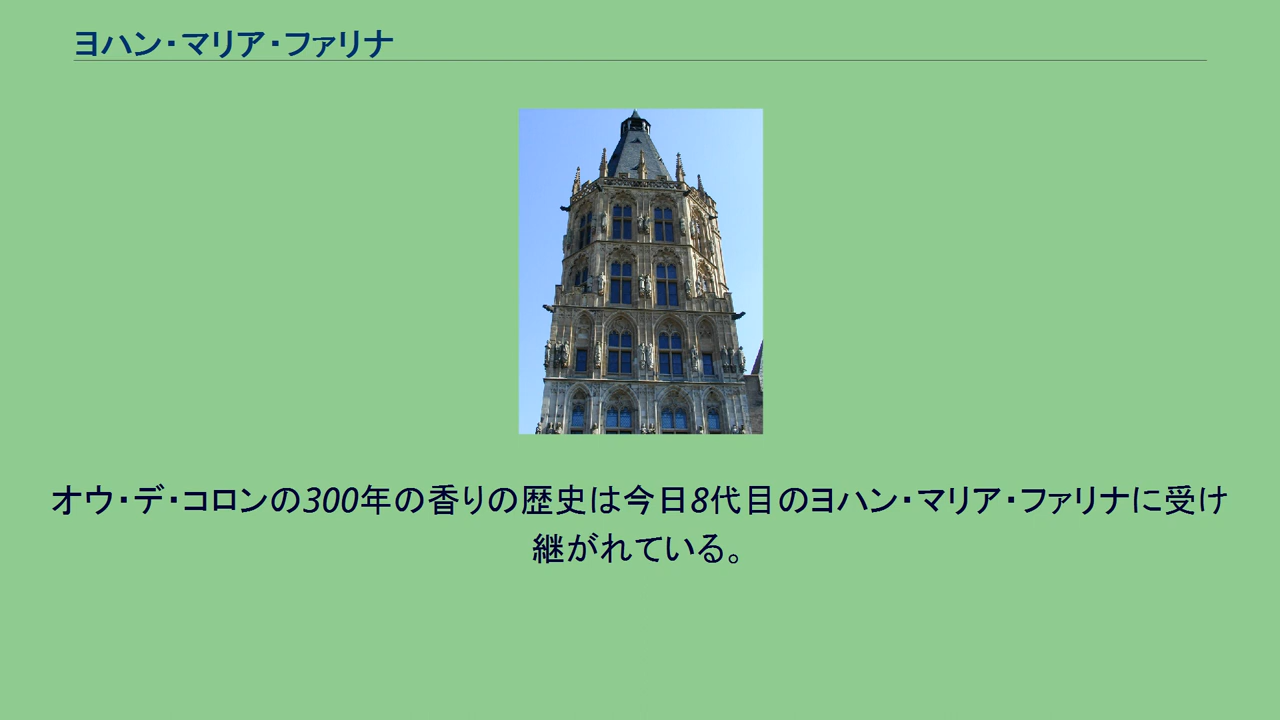 ヨハン・マリア・ファリナ
オウ・デ・コロンの300年の香りの歴史は今日8代目のヨハン・マリア・ファリナに受け
継がれている。